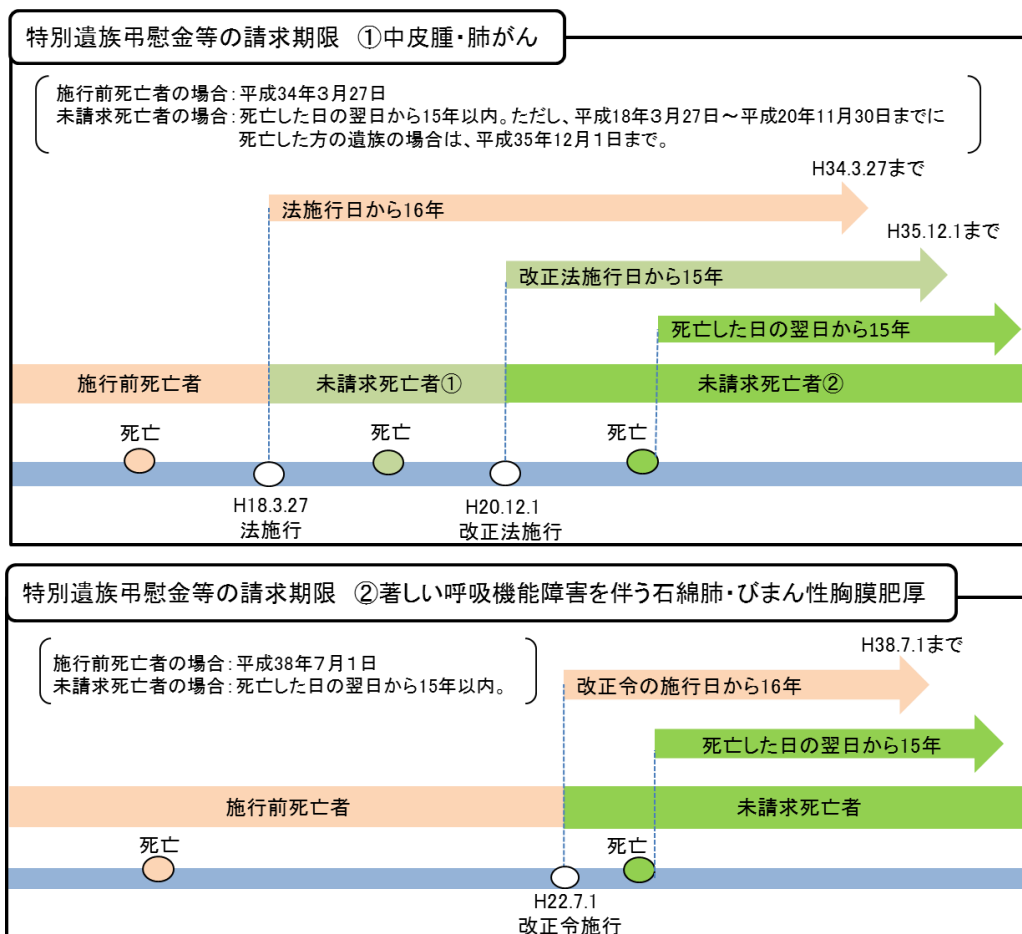 特別遺族弔慰金等の請求期限　①中皮腫・肺がん
施行前死亡者の場合：平成34年３月27日
未請求死亡者の場合：死亡した日の翌日から15年以内。ただし、平成18年３月27日～平成20年11月30日までに
死亡した方の遺族の場合は、平成35年12月１日まで。
H34.3.27まで
法施行日から16年
H35.12.1まで
改正法施行日から15年
死亡した日の翌日から15年
施行前死亡者
未請求死亡者①
未請求死亡者②
死亡
死亡
死亡
H18.3.27
法施行
H20.12.1
改正法施行
特別遺族弔慰金等の請求期限　②著しい呼吸機能障害を伴う石綿肺・びまん性胸膜肥厚
施行前死亡者の場合：平成38年７月１日
未請求死亡者の場合：死亡した日の翌日から15年以内。
H38.7.1まで
改正令の施行日から16年
死亡した日の翌日から15年
施行前死亡者
未請求死亡者
死亡
死亡
H22.7.1
改正令施行